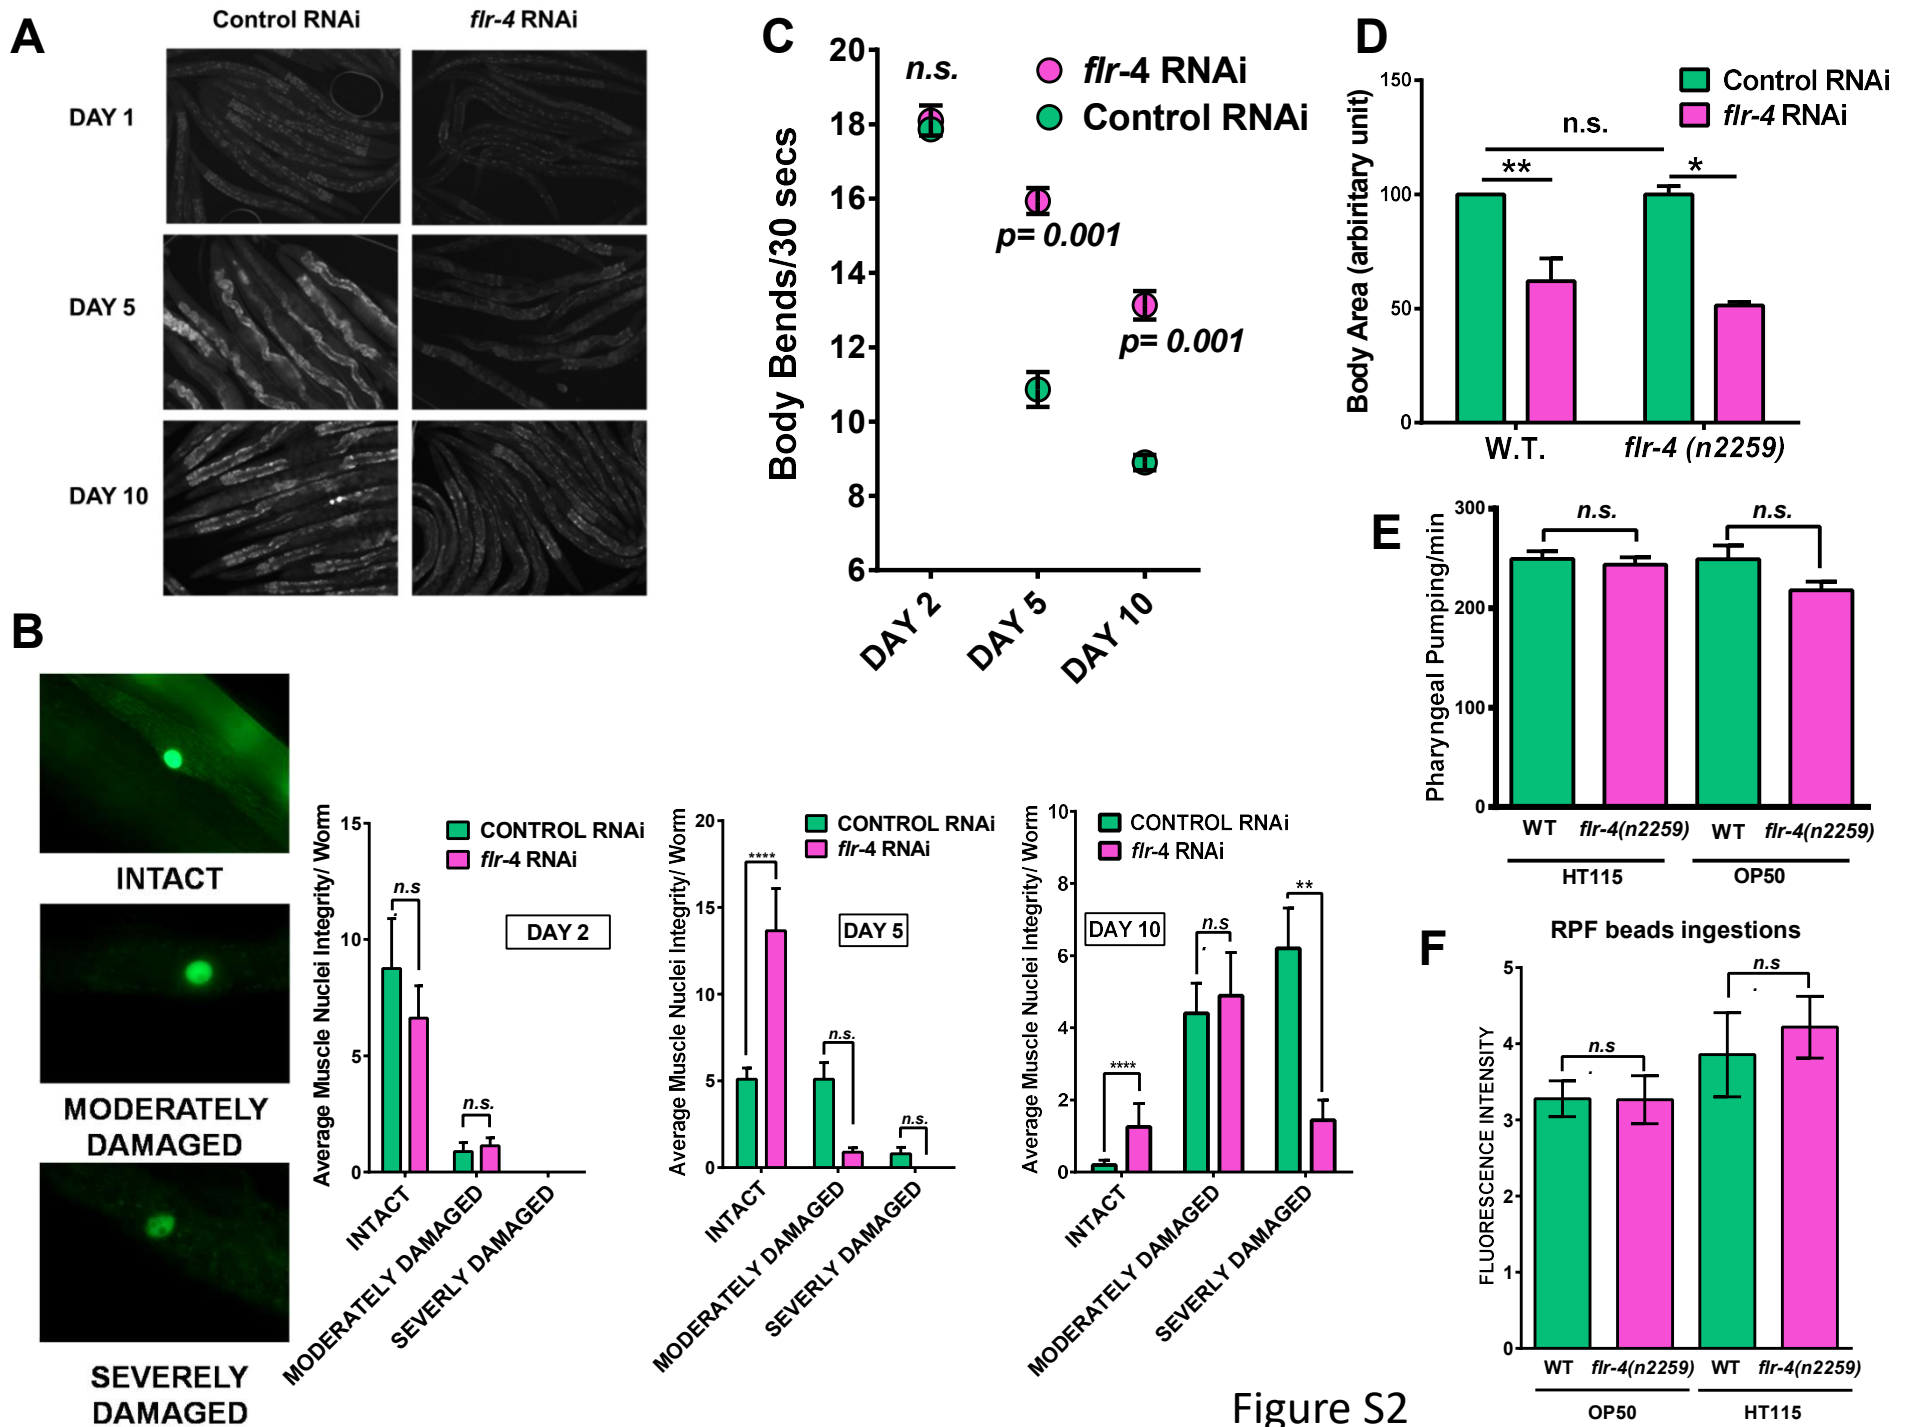 A
Control RNAi
flr-4 RNAi
DAY 1
DAY 5
DAY 10
B
INTACT
MODERATELY
DAMAGED
SEVERELY
DAMAGED
Average Muscle Nuclei Integrity/ Worm
15
10
5
0
CONTROL RNAi
flr-4 RNAi
DAY 2
n.s
n.s.
INTACT
MODERATELY DAMAGED
SEVERLY DAMAGED
Average Muscle Nuclei Integrity/ Worm
20
15
10
5
0
CONTROL RNAi
flr-4 RNAi
DAY 5
****
n.s.
n.s.
INTACT
MODERATELY DAMAGED
SEVERLY DAMAGED
Average Muscle Nuclei Integrity/ Worm
10
8
6
4
2
0
CONTROL RNAi
flr-4 RNAi
DAY 10
****
n.s
**
INTACT
MODERATELY DAMAGED
SEVERLY DAMAGED
C
Body Bends/30 secs
20
18
16
14
12
10
8
6
n.s.
flr-4 RNAi
Control RNAi
p= 0.001
p= 0.001
DAY 2
DAY 5
DAY 10
D
Body Area (arbiritary unit)
150
100
50
0
Control RNAi
flr-4 RNAi
n.s.
**
*
W.T.
flr-4 (n2259)
E
Pharyngeal Pumping/min
300
200
100
0
n.s.
n.s.
WT
flr-4(n2259)
WT
flr-4(n2259)
HT115
OP50
F
RPF beads ingestions
FLUORESCENCE INTENSITY
5
4
3
2
1
0
n.s
n.s
WT
flr-4(n2259)
WT
flr-4(n2259)
OP50
HT115
Figure S2